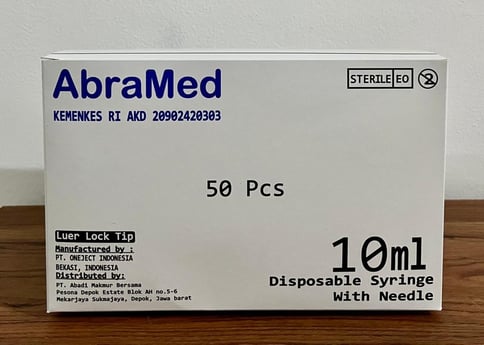 AbraMed
STERILE EO
2
KEMENKES RI AKD 20902420303
50 Pcs
Luer Lock Tip
Manufactured by :
PT. ONEJECT INDONESIA
BEKASI, INDONESIA
Distributed by:
PT. Abadi Makmur Bersama
Pesona Depok Estate Blok AH no.5-6
Mekarjaya Sukmajaya, Depok, Jawa barat
10ml
Disposable Syringe
With Needle